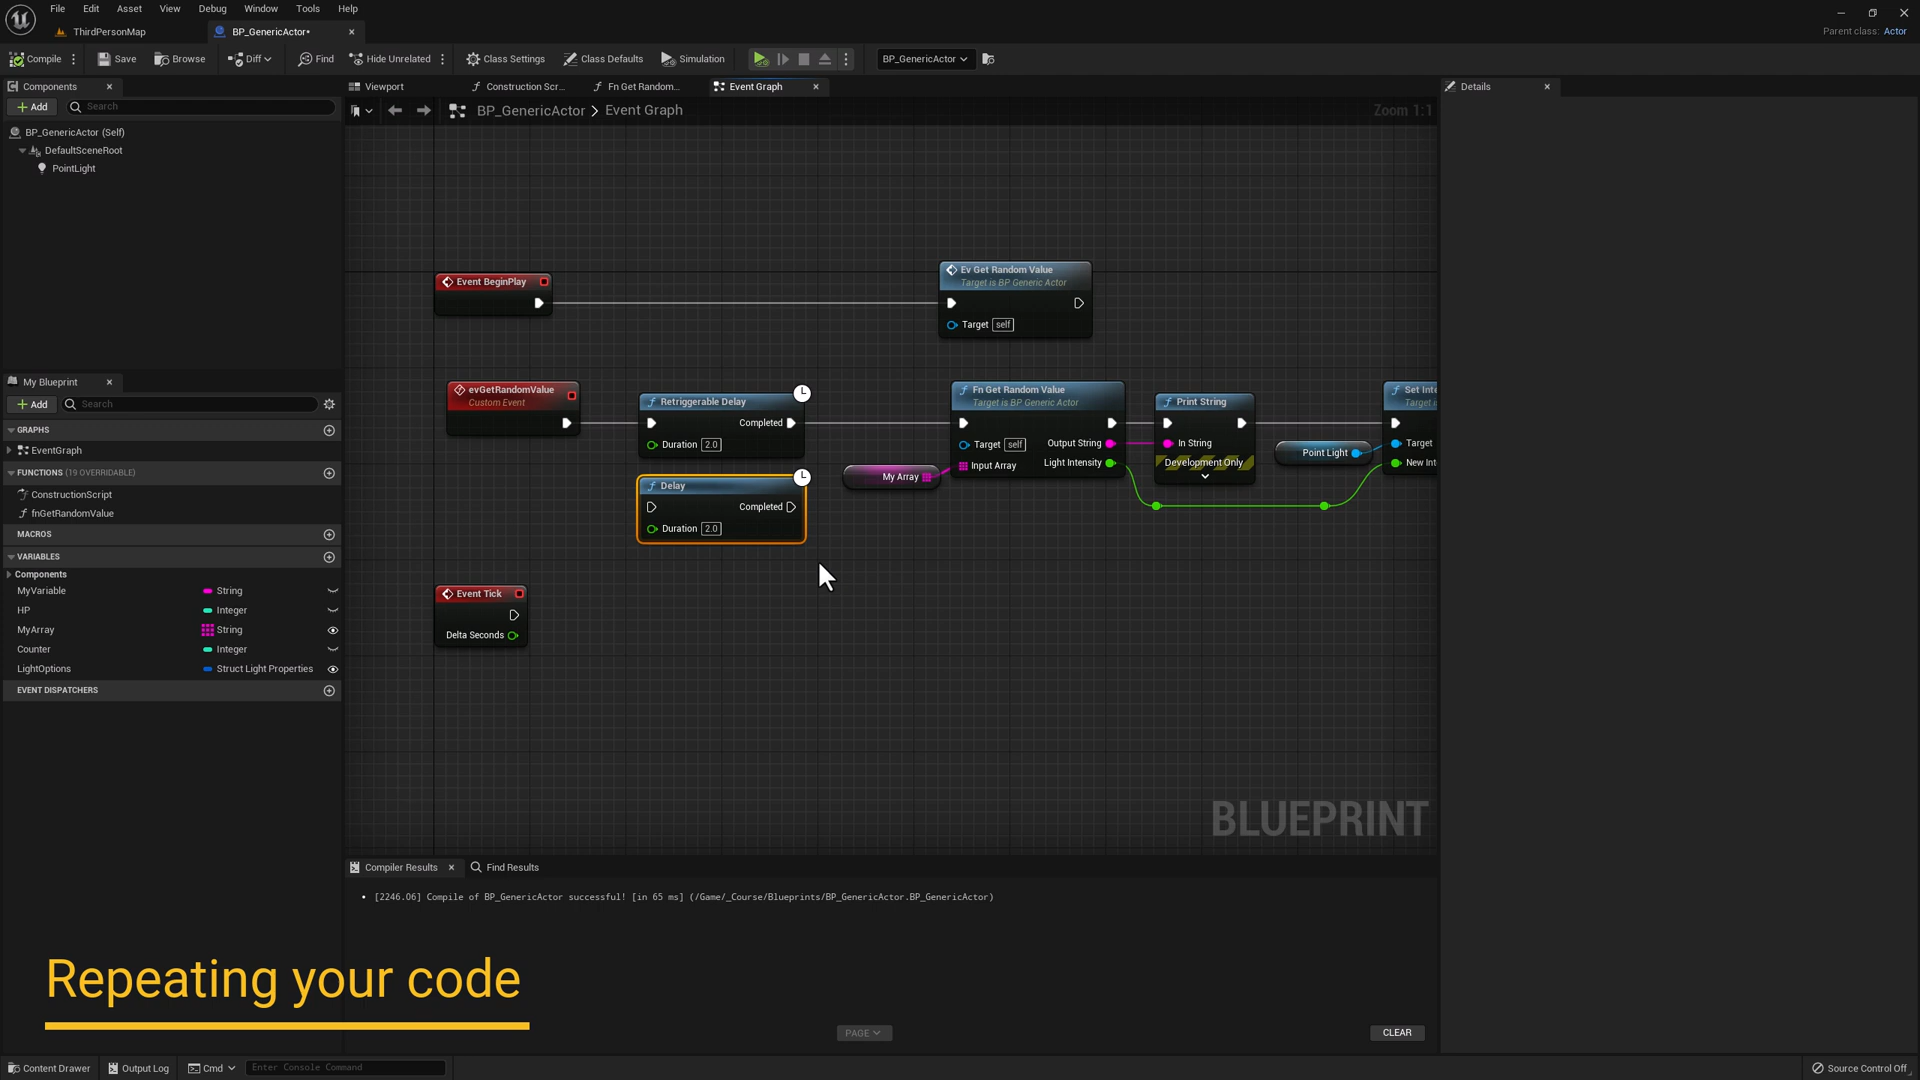 File Edit Asset View Debug Window Tools Help
ThirdPersonMap
BP_GenericActor•
Parent class: Actor
Compile
Save
Browse
Diff
Find
Hide Unrelated
Class Settings
Class Defaults
Simulation
BP_GenericActor
Components
Add
Search
BP_GenericActor (Self)
DefaultSceneRoot
PointLight
Viewport
Construction Scr...
Fn Get Random...
Event Graph
BP_GenericActor > Event Graph
Zoom 1:1
Details
Event BeginPlay
Ev Get Random Value
Target is BP Generic Actor
Target self
evGetRandomValue
Custom Event
Retriggerable Delay
Completed
Duration 2.0
Delay
Completed
Duration 2.0
My Array
Fn Get Random Value
Target is BP Generic Actor
Target self
Output String
Input Array
Light Intensity
Print String
In String
Development Only
Point Light
Set Inte
Target is
Target
New Inte
Event Tick
Delta Seconds
BLUEPRINT
My Blueprint
Add
Search
GRAPHS
EventGraph
FUNCTIONS (19 OVERRIDABLE)
ConstructionScript
fnGetRandomValue
MACROS
VARIABLES
Components
MyVariable String
HP Integer
MyArray String
Counter Integer
LightOptions Struct Light Properties
EVENT DISPATCHERS
Compiler Results
Find Results
• [2246.06] Compile of BP_GenericActor successful! [in 65 ms] (/Game/_Course/Blueprints/BP_GenericActor.BP_GenericActor)
Repeating your code
PAGE
CLEAR
Content Drawer
Output Log
Cmd
Enter Console Command
Source Control Off